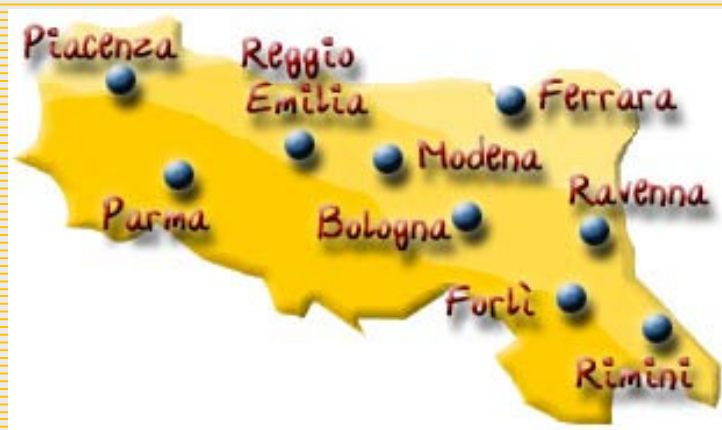 Piacenza
Reggio
Emilia
Ferrara
Modena
Parma
Ravenna
Bologna
Forlì
Rimini